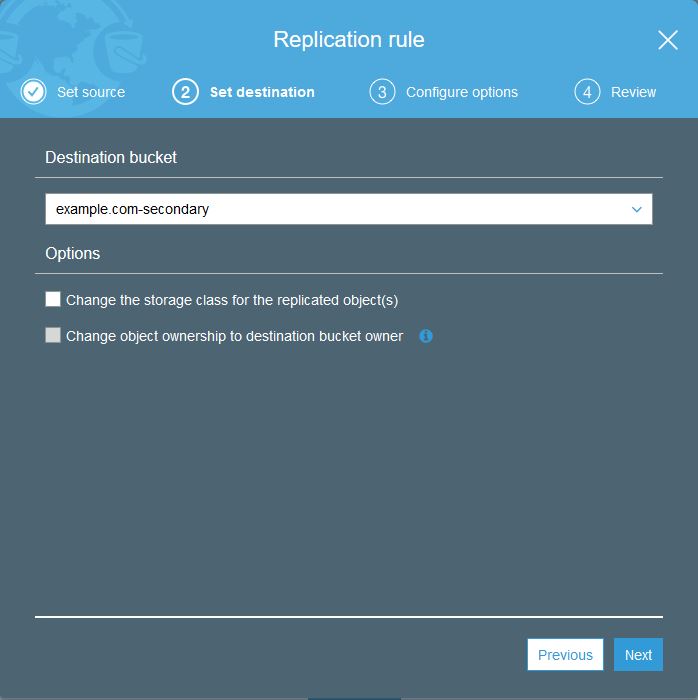 Replication rule
Set source
2 Set destination
3 Configure options
4 Review
Destination bucket
example.com-secondary
Options
Change the storage class for the replicated object(s)
Change object ownership to destination bucket owner
Previous
Next